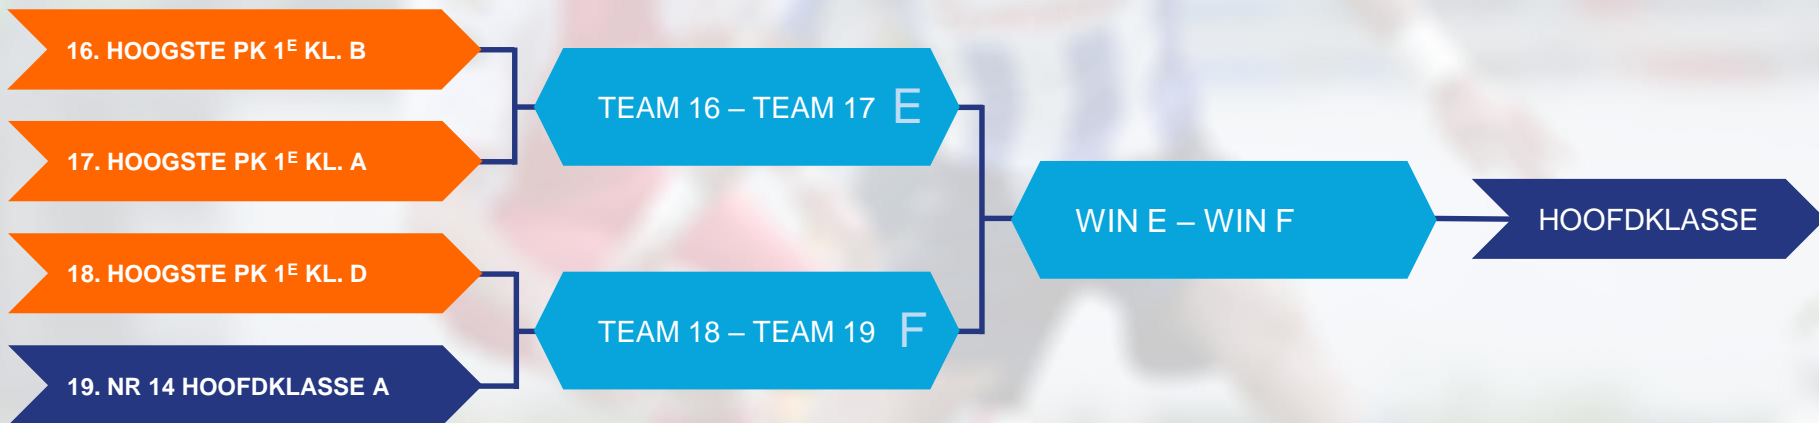 16. HOOGSTE PK 1E KL. B
17. HOOGSTE PK 1E KL. A
18. HOOGSTE PK 1E KL. D
19. NR 14 HOOFDKLASSE A
TEAM 16 – TEAM 17 E
TEAM 18 – TEAM 19 F
WIN E – WIN F
HOOFDKLASSE